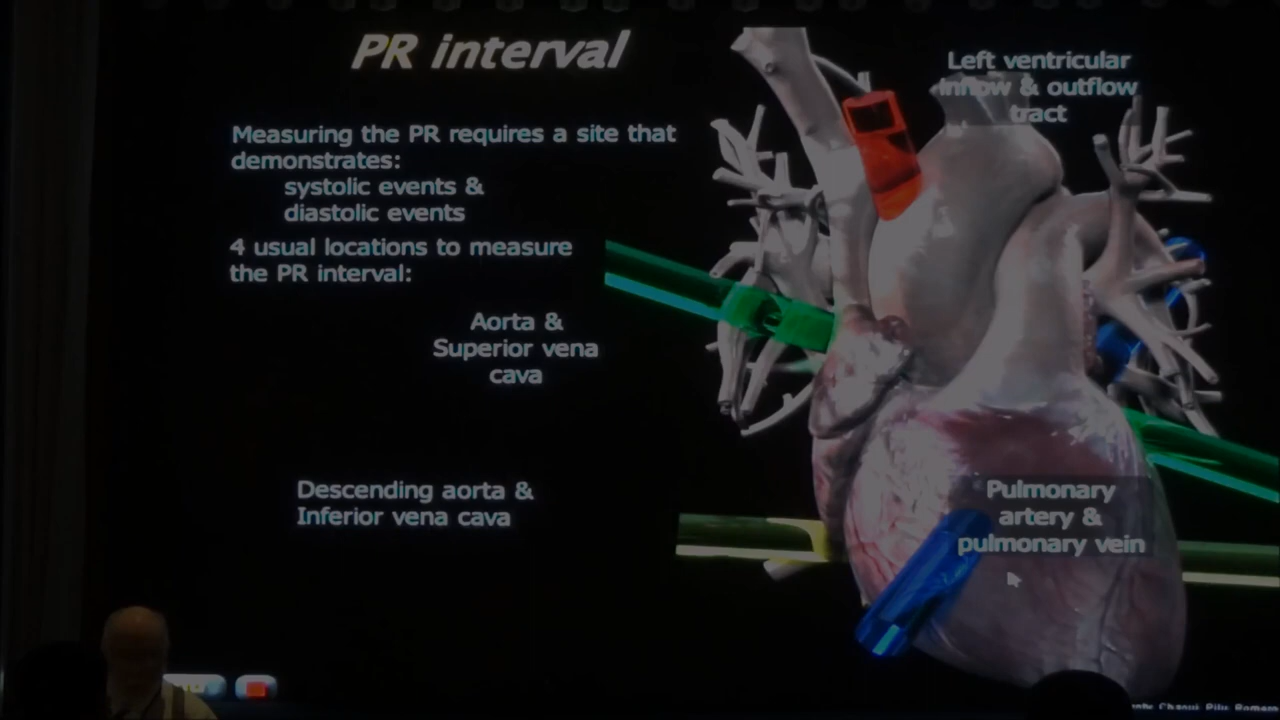 PR interval
Measuring the PR requires a site that
demonstrates:
systolic events &
diastolic events
4 usual locations to measure
the PR interval:
Aorta &
Superior vena
cava
Descending aorta &
Inferior vena cava
Left ventricular
inflow & outflow
tract
Pulmonary
artery &
pulmonary vein